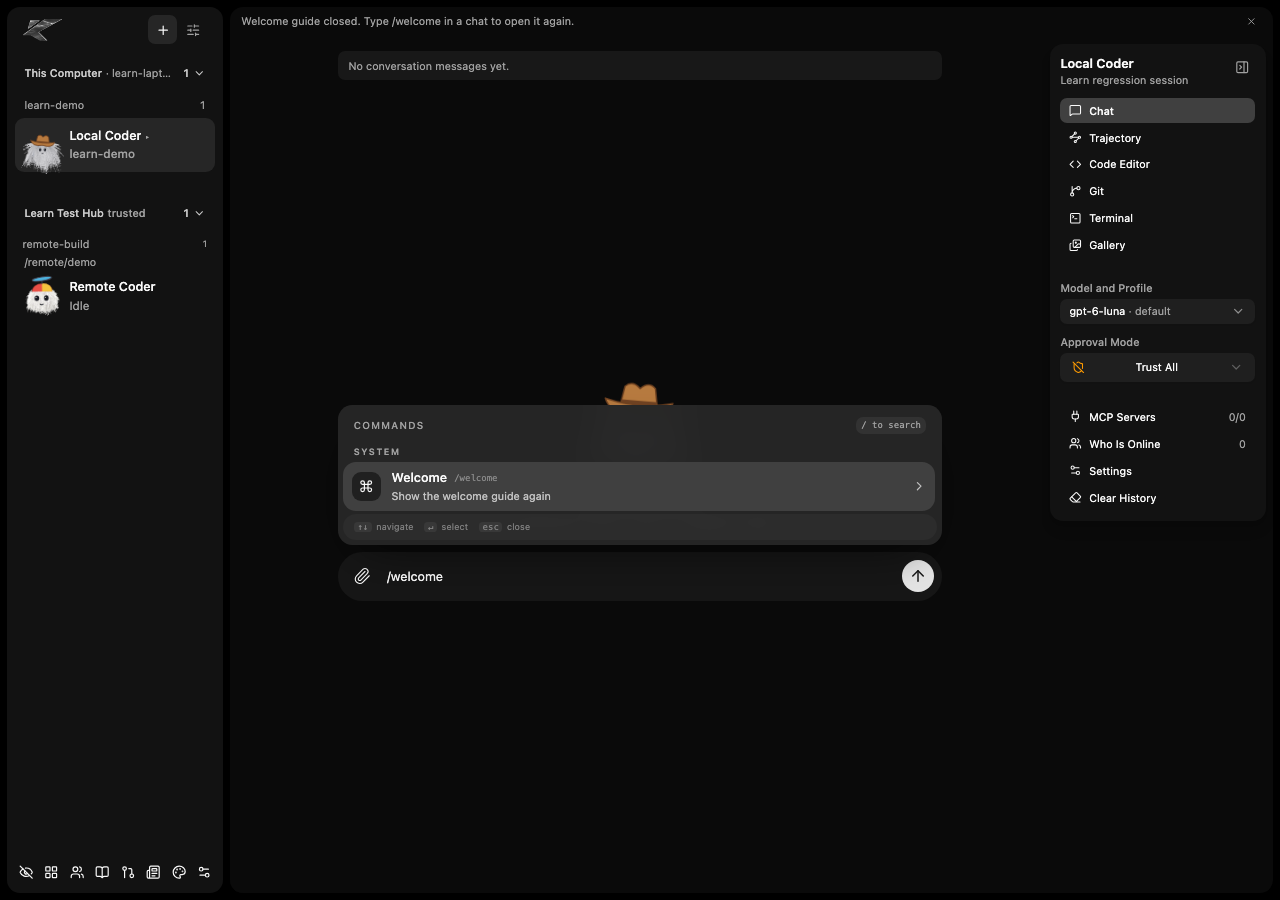 Welcome guide closed. Type /welcome in a chat to open it again.
This Computer · learn-lapt... 1
learn-demo 1
Local Coder
learn-demo
Learn Test Hub trusted 1
remote-build 1
/remote/demo
Remote Coder
Idle
No conversation messages yet.
COMMANDS / to search
SYSTEM
Welcome /welcome
Show the welcome guide again
↑↓ navigate ↵ select esc close
/welcome
Local Coder
Learn regression session
Chat
Trajectory
Code Editor
Git
Terminal
Gallery
Model and Profile
gpt-6-luna · default
Approval Mode
Trust All
MCP Servers 0/0
Who Is Online 0
Settings
Clear History